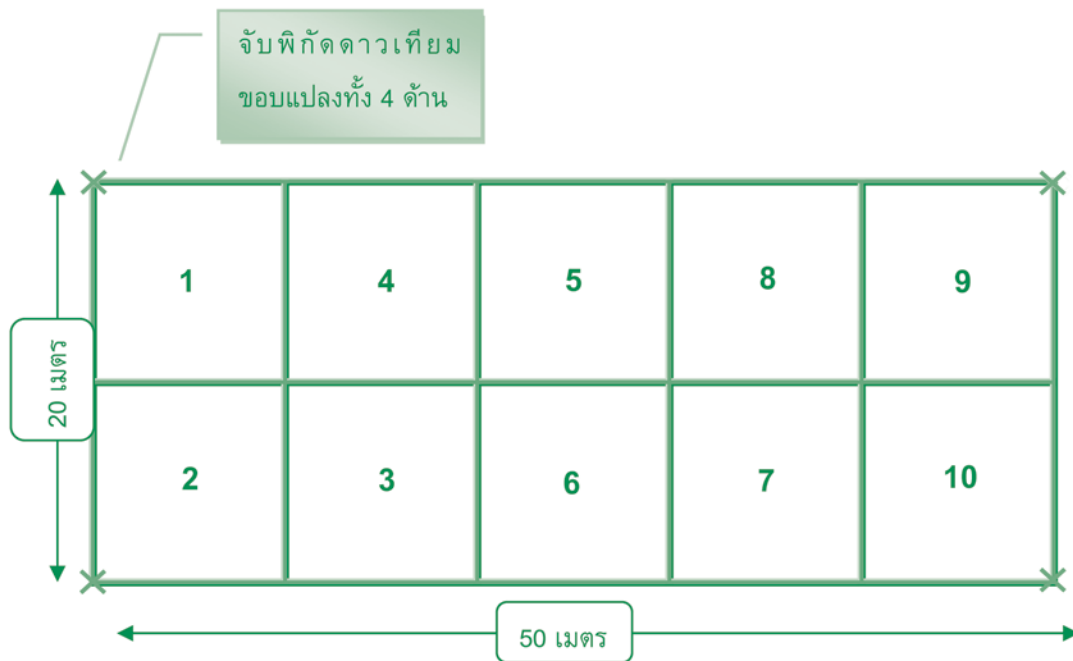 จับพิกัดดาวเทียม
ขอบแปลงทั้ง 4 ด้าน
1 4 5 8 9
20 เมตร
2 3 6 7 10
50 เมตร